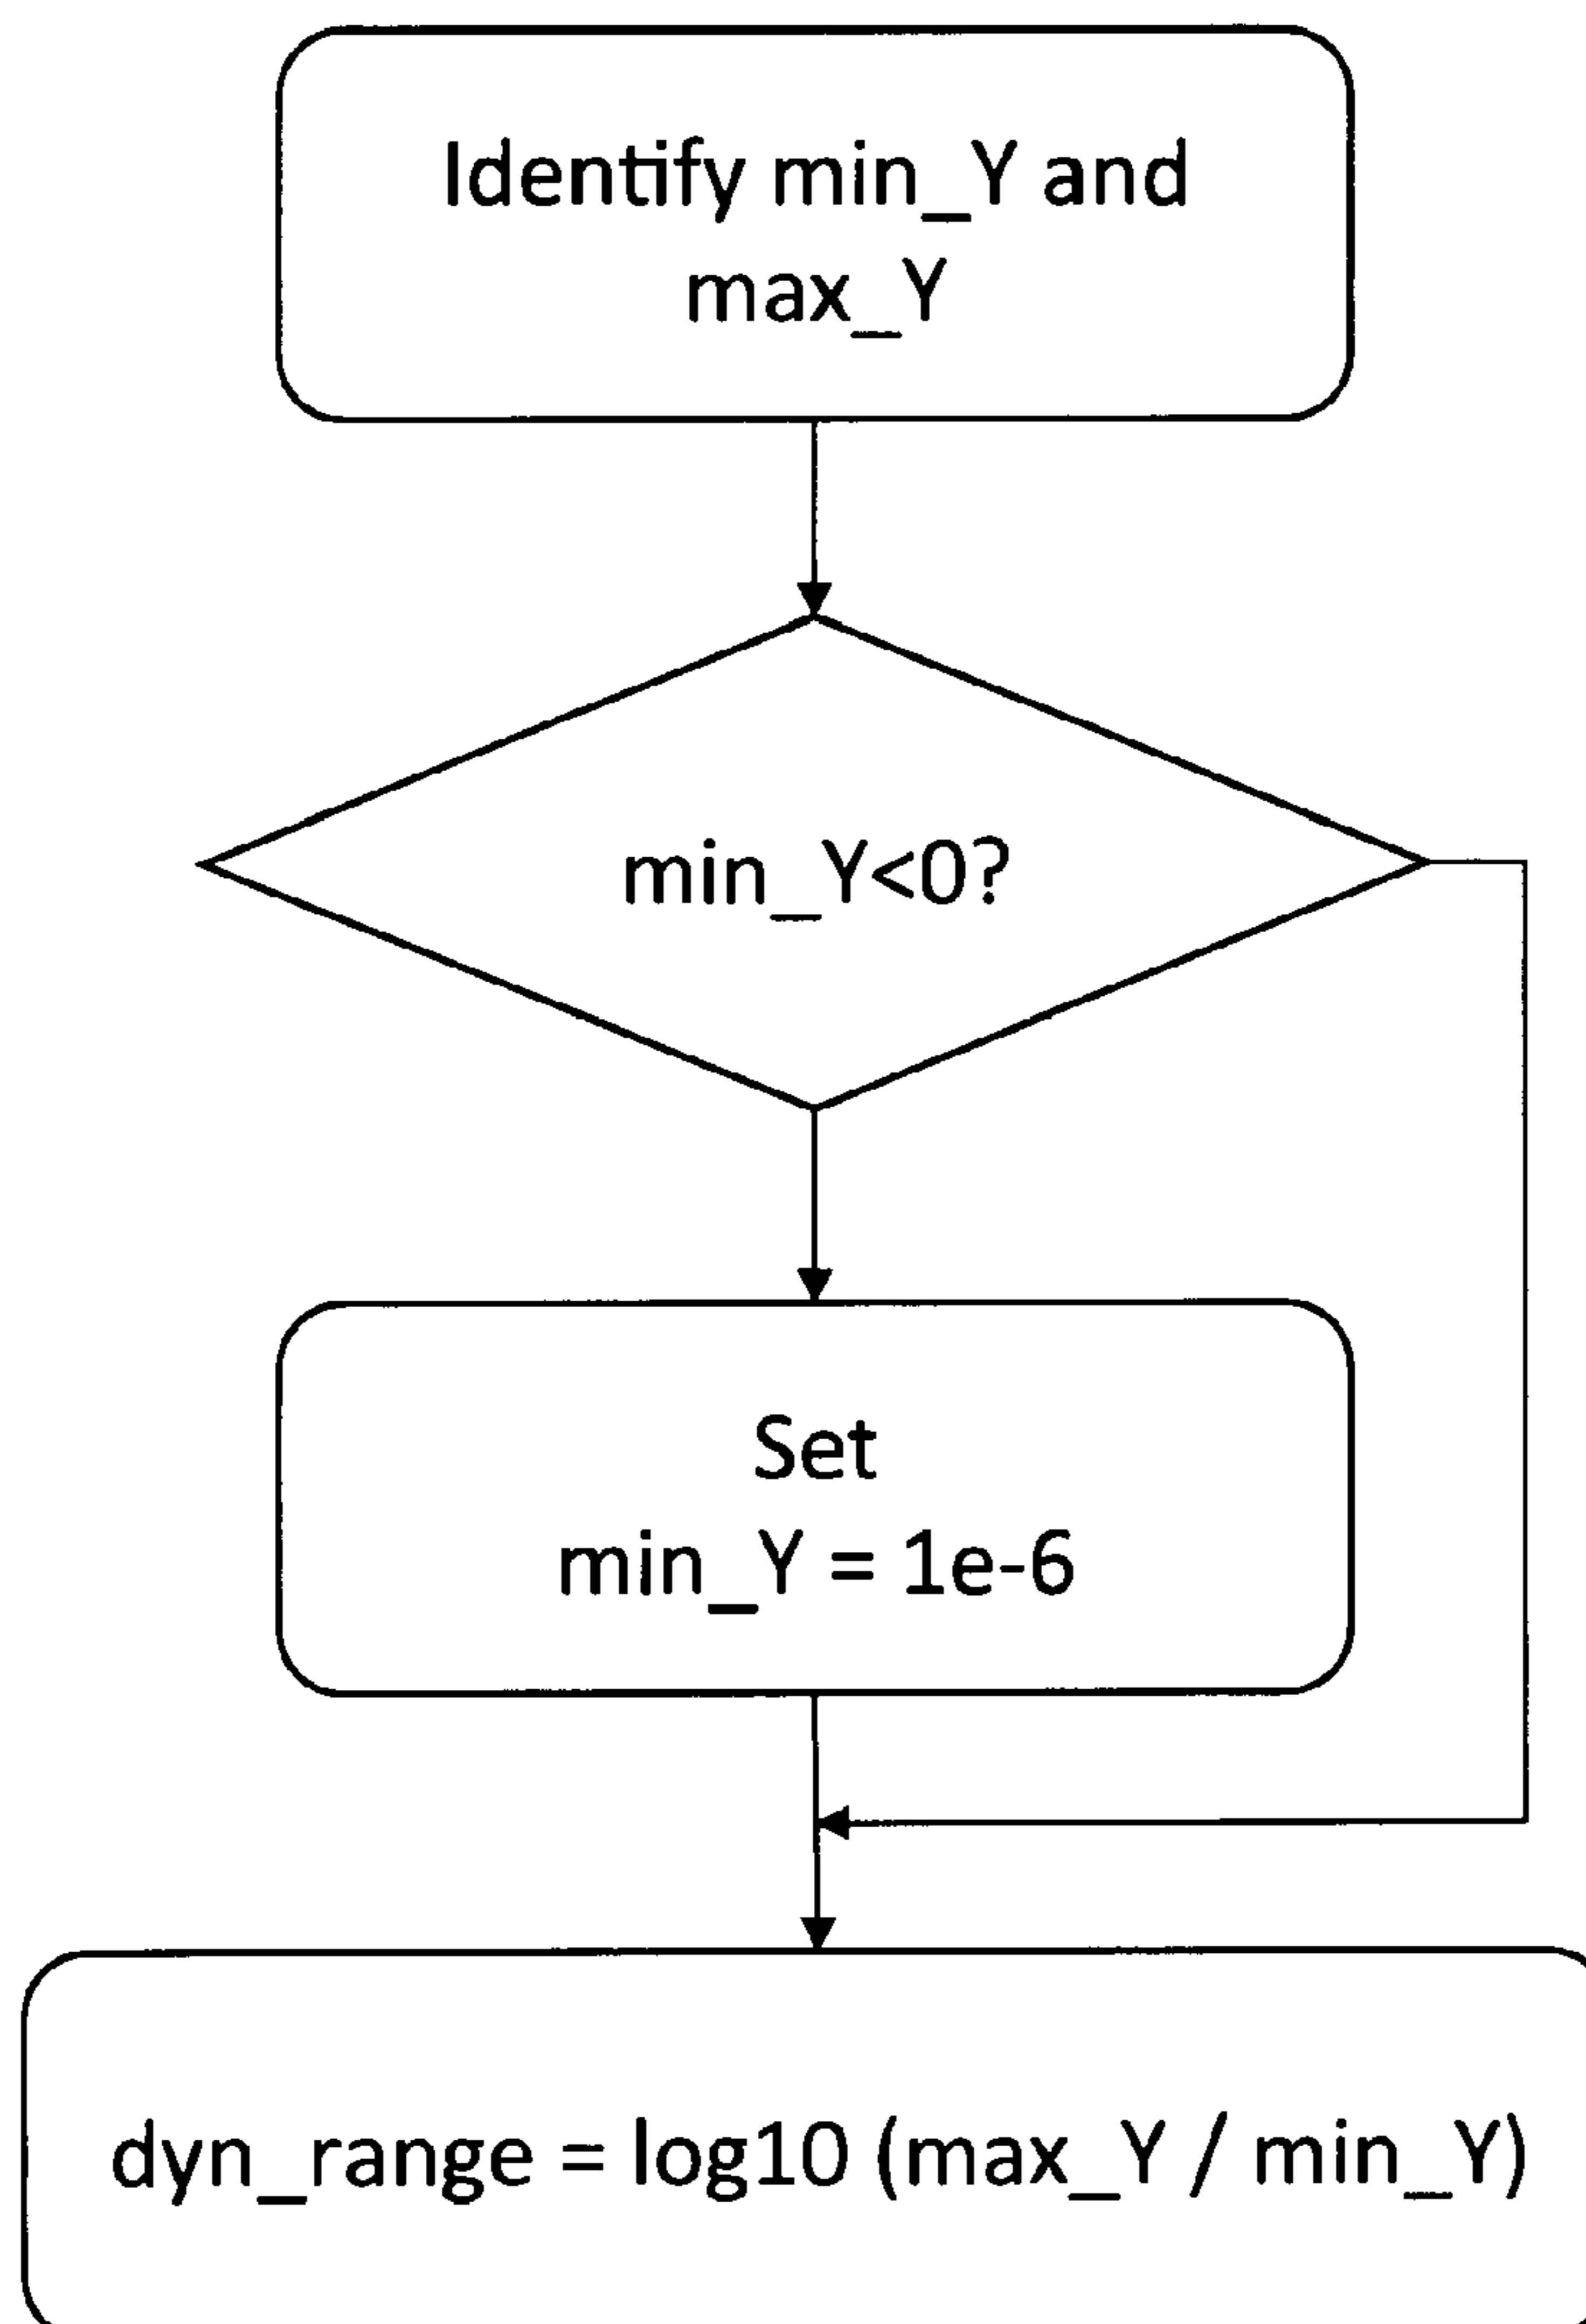 Identify min_Y and
max_Y
min_Y<0?
Set
min_Y = 1e-6
dyn_range = log10 (max_Y / min_Y)